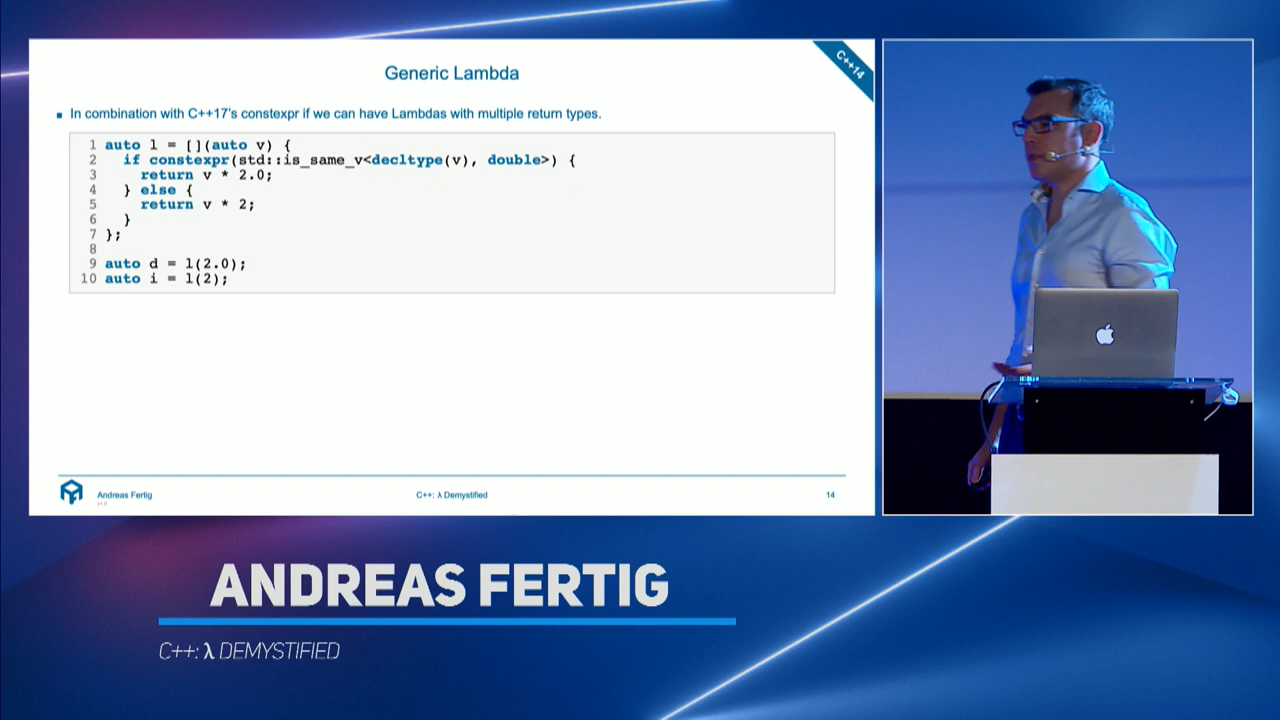 Generic Lambda
C++14
In combination with C++17's constexpr if we can have Lambdas with multiple return types.
1 auto l = [](auto v) {
2   if constexpr(std::is_same_v<decltype(v), double>) {
3     return v * 2.0;
4   } else {
5     return v * 2;
6   }
7 };
8
9 auto d = l(2.0);
10 auto i = l(2);
Andreas Fertig
v1.0
C++: λ Demystified
14
ANDREAS FERTIG
C++: λ DEMYSTIFIED